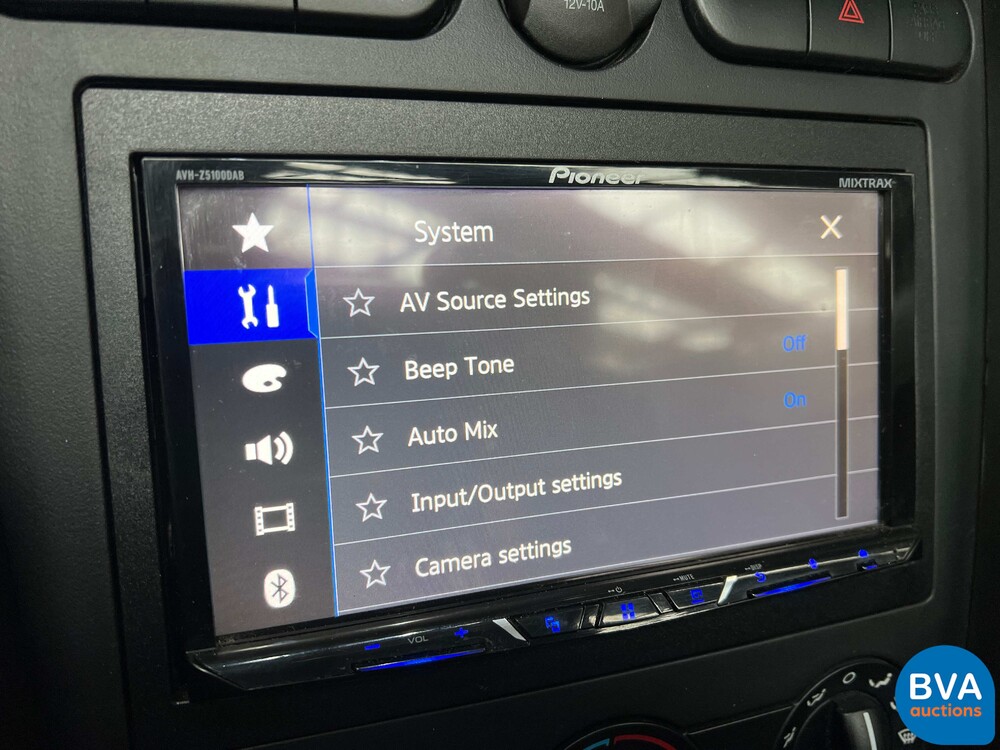 12V-10A
AVH-Z5100DAB
Pioneer
MIXTRAX
System
AV Source Settings
Beep Tone
Off
Auto Mix
On
Input/Output settings
Camera settings
VOL
MUTE
DISP
BVA
auctions